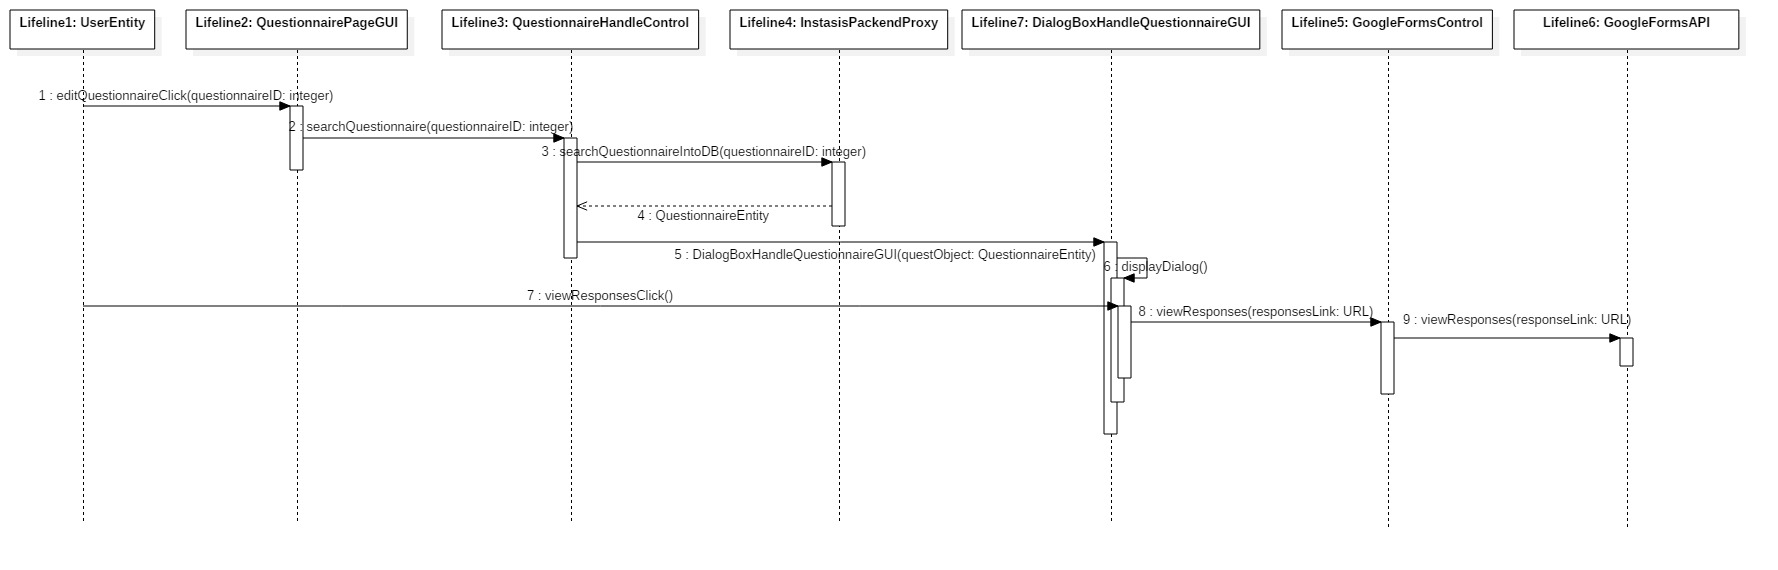 Lifeline1: UserEntity
Lifeline2: QuestionnairePageGUI
Lifeline3: QuestionnaireHandleControl
Lifeline4: InstasisPackendProxy
Lifeline7: DialogBoxHandleQuestionnaireGUI
Lifeline5: GoogleFormsControl
Lifeline6: GoogleFormsAPI
1 : editQuestionnaireClick(questionnaireID: integer)
2 : searchQuestionnaire(questionnaireID: integer)
3 : searchQuestionnaireIntoDB(questionnaireID: integer)
4 : QuestionnaireEntity
5 : DialogBoxHandleQuestionnaireGUI(questObject: QuestionnaireEntity)
6 : displayDialog()
7 : viewResponsesClick()
8 : viewResponses(responsesLink: URL)
9 : viewResponses(responseLink: URL)